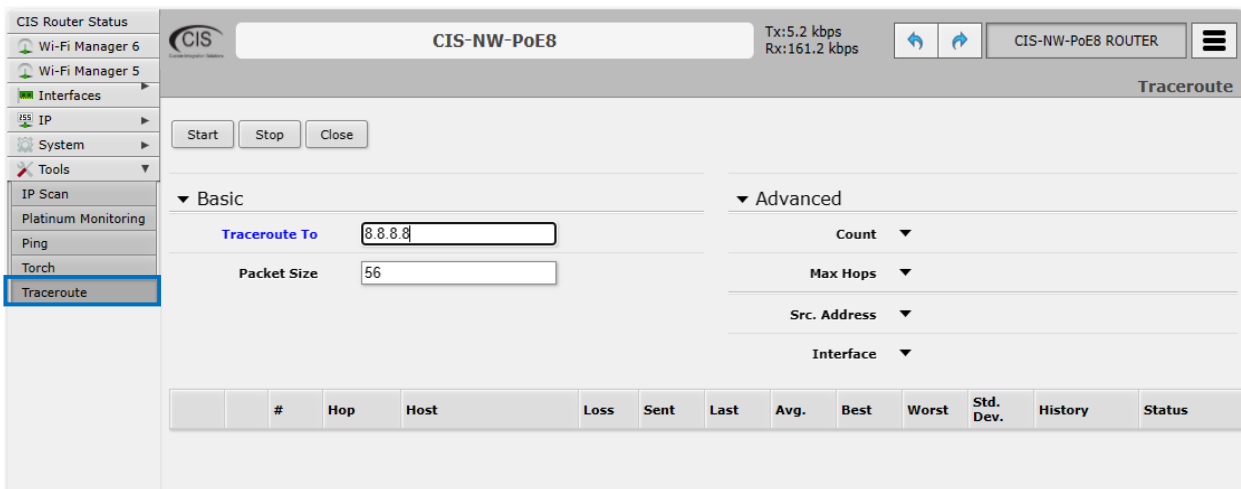 CIS Router Status
Wi-Fi Manager 6
Wi-Fi Manager 5
Interfaces
255 IP
System
Tools
IP Scan
Platinum Monitoring
Ping
Torch
Traceroute
CIS
CIS-NW-PoE8
Tx:5.2 kbps
Rx:161.2 kbps
CIS-NW-PoE8 ROUTER
Traceroute
Start Stop Close
Basic
Traceroute To 8.8.8.8
Packet Size 56
Advanced
Count
Max Hops
Src. Address
Interface
# Hop Host Loss Sent Last Avg. Best Worst Std. Dev. History Status